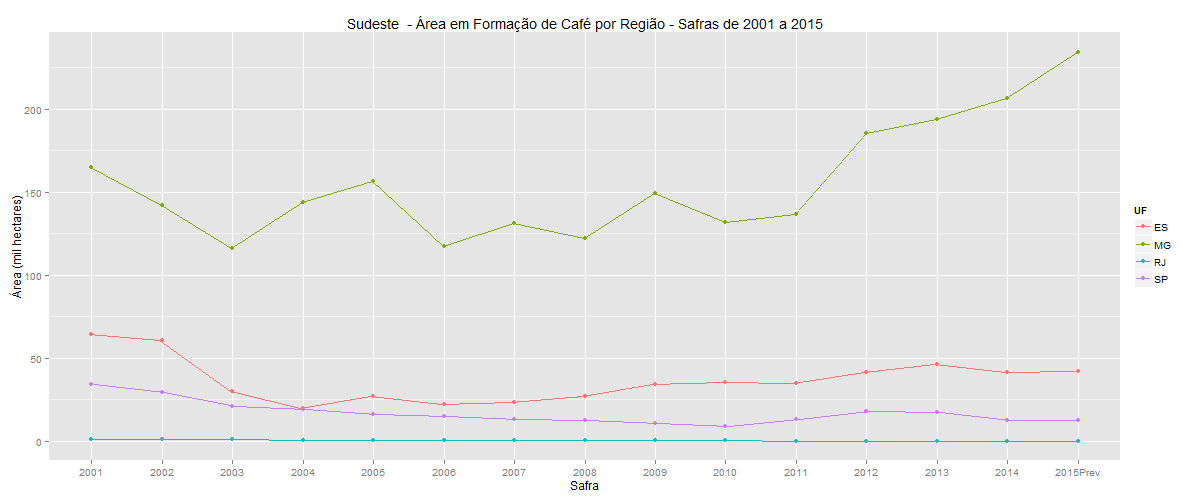 Sudeste - Área em Formação de Café por Região - Safras de 2001 a 2015
Área (mil hectares)
200
150
100
50
0
2001 2002 2003 2004 2005 2006 2007 2008 2009 2010 2011 2012 2013 2014 2015Prev
Safra
UF
ES
MG
RJ
SP